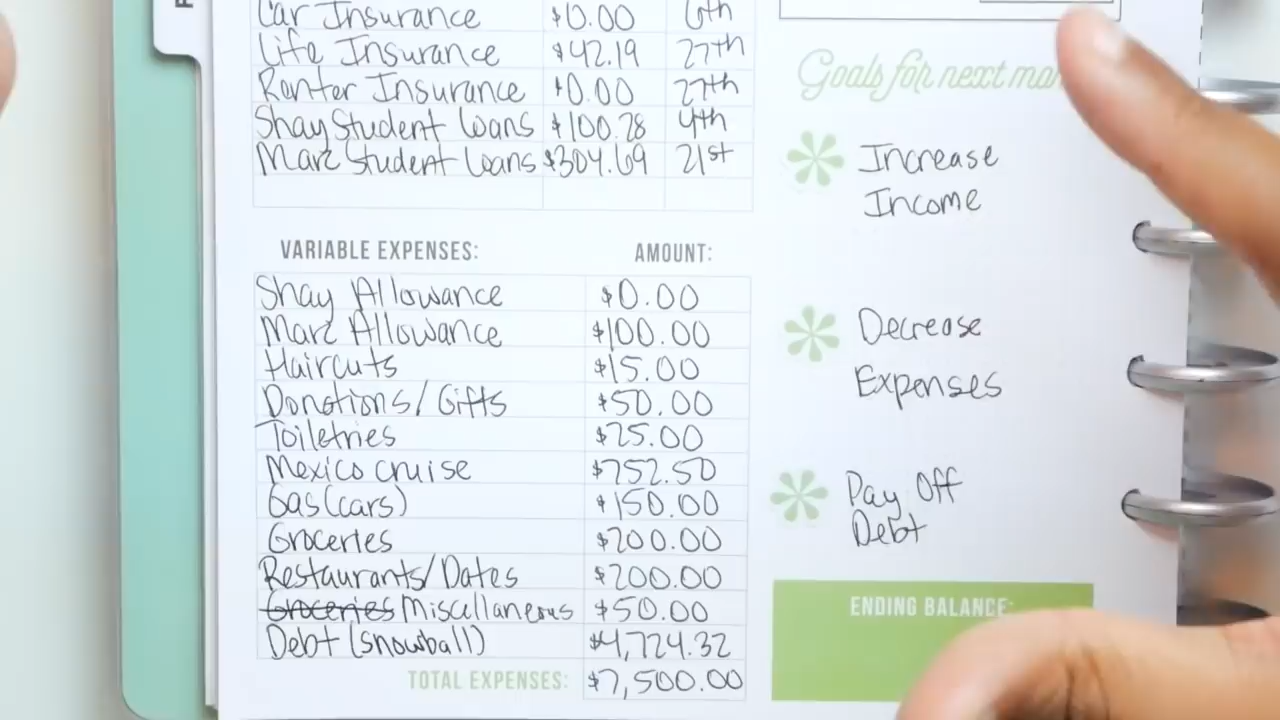 Car Insurance $0.00 6th
Life Insurance $42.19 27th
Renter Insurance $0.00 27th
Shay Student Loans $100.28 4th
Marc Student Loans $304.69 21st
VARIABLE EXPENSES: AMOUNT:
Shay Allowance $0.00
Marc Allowance $100.00
Haircuts $15.00
Donations/Gifts $50.00
Toiletries $25.00
Mexico cruise $752.50
Gas (cars) $150.00
Groceries $200.00
Restaurants/Dates $200.00
Groceries Miscellaneous $50.00
Debt (snowball) $4,724.32
TOTAL EXPENSES: $7,500.00
Goals for next
Increase
Income
Decrease
Expenses
Pay Off
Debt
ENDING BALANCE: